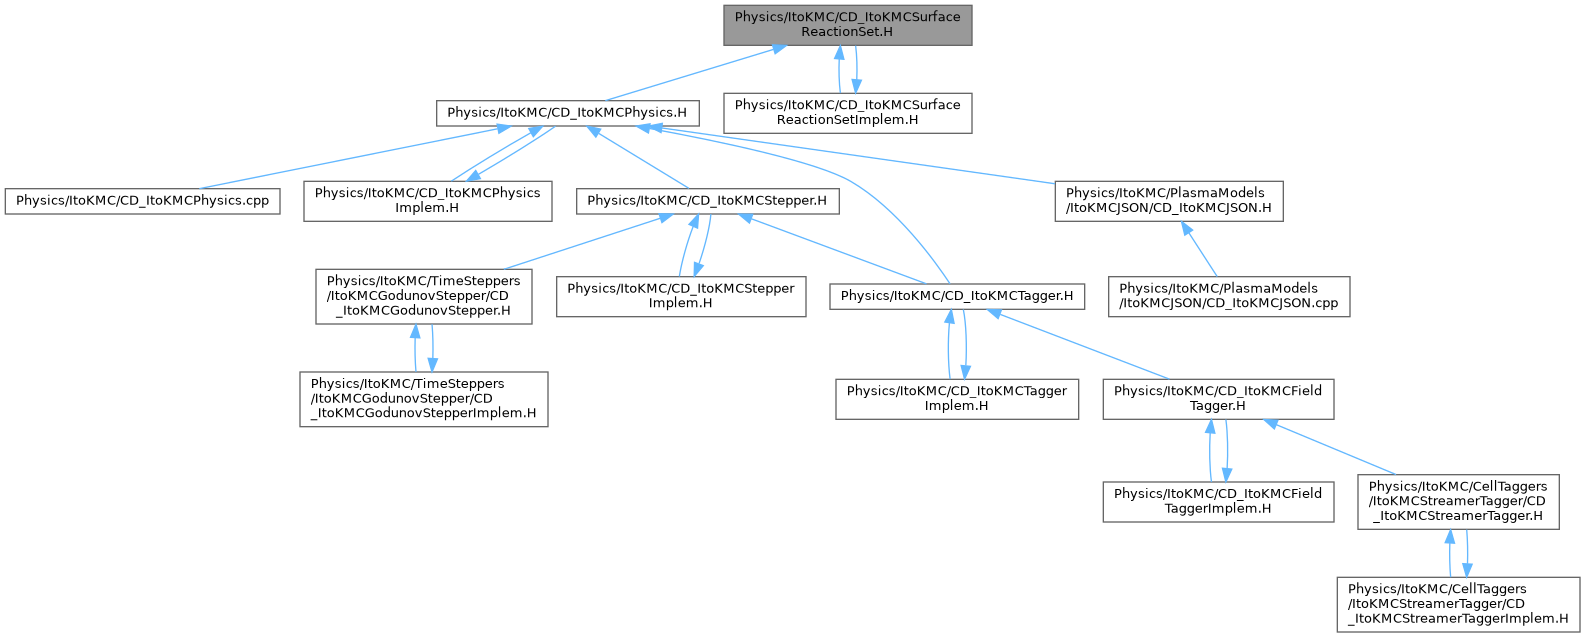 Physics/ItoKMC/CD_ItoKMCSurface
ReactionSet.H
Physics/ItoKMC/CD_ItoKMCPhysics.H
Physics/ItoKMC/CD_ItoKMCSurface
ReactionSetImplem.H
Physics/ItoKMC/CD_ItoKMCPhysics.cpp
Physics/ItoKMC/CD_ItoKMCPhysics
Implem.H
Physics/ItoKMC/CD_ItoKMCStepper.H
Physics/ItoKMC/PlasmaModels
/ItoKMCJSON/CD_ItoKMCJSON.H
Physics/ItoKMC/TimeSteppers
/ItoKMCGodunovStepper/CD
_ItoKMCGodunovStepper.H
Physics/ItoKMC/CD_ItoKMCStepper
Implem.H
Physics/ItoKMC/CD_ItoKMCTagger.H
Physics/ItoKMC/PlasmaModels
/ItoKMCJSON/CD_ItoKMCJSON.cpp
Physics/ItoKMC/TimeSteppers
/ItoKMCGodunovStepper/CD
_ItoKMCGodunovStepperImplem.H
Physics/ItoKMC/CD_ItoKMCTagger
Implem.H
Physics/ItoKMC/CD_ItoKMCField
Tagger.H
Physics/ItoKMC/CD_ItoKMCField
TaggerImplem.H
Physics/ItoKMC/CellTaggers
/ItoKMCStreamerTagger/CD
_ItoKMCStreamerTagger.H
Physics/ItoKMC/CellTaggers
/ItoKMCStreamerTagger/CD
_ItoKMCStreamerTaggerImplem.H